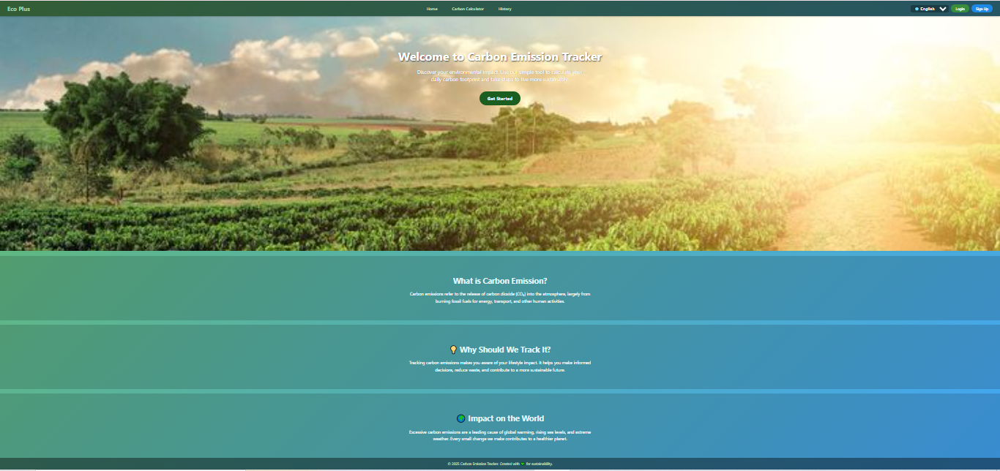 Eco Plus
Home
Carbon Calculator
History
English
Login
Sign Up
Welcome to Carbon Emission Tracker
Discover your environmental impact. Use our simple tool to calculate your
daily carbon footprint and take steps to live more sustainably.
Get Started
What is Carbon Emission?
Carbon emissions refer to the release of carbon dioxide (CO₂) into the atmosphere, largely from
burning fossil fuels for energy, transport, and other human activities.
💡 Why Should We Track It?
Tracking carbon emissions makes you aware of your lifestyle impact. It helps you make informed
decisions, reduce waste, and contribute to a more sustainable future.
🌍 Impact on the World
Excessive carbon emissions are a leading cause of global warming, rising sea levels, and extreme
weather. Every small change we make contributes to a healthier planet.
© 2025 Carbon Emission Tracker. Created with 💚 for sustainability.